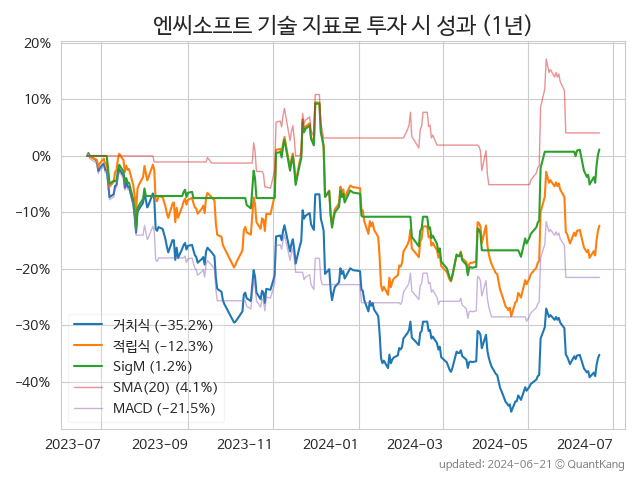 엔씨소프트 기술 지표로 투자 시 성과 (1년)
20%
10%
0%
−10%
−20%
−30%
−40%
거치식 (−35.2%)
적립식 (−12.3%)
SigM (1.2%)
SMA(20) (4.1%)
MACD (−21.5%)
2023−07 2023−09 2023−11 2024−01 2024−03 2024−05 2024−07
updated: 2024−06−21 © QuantKang